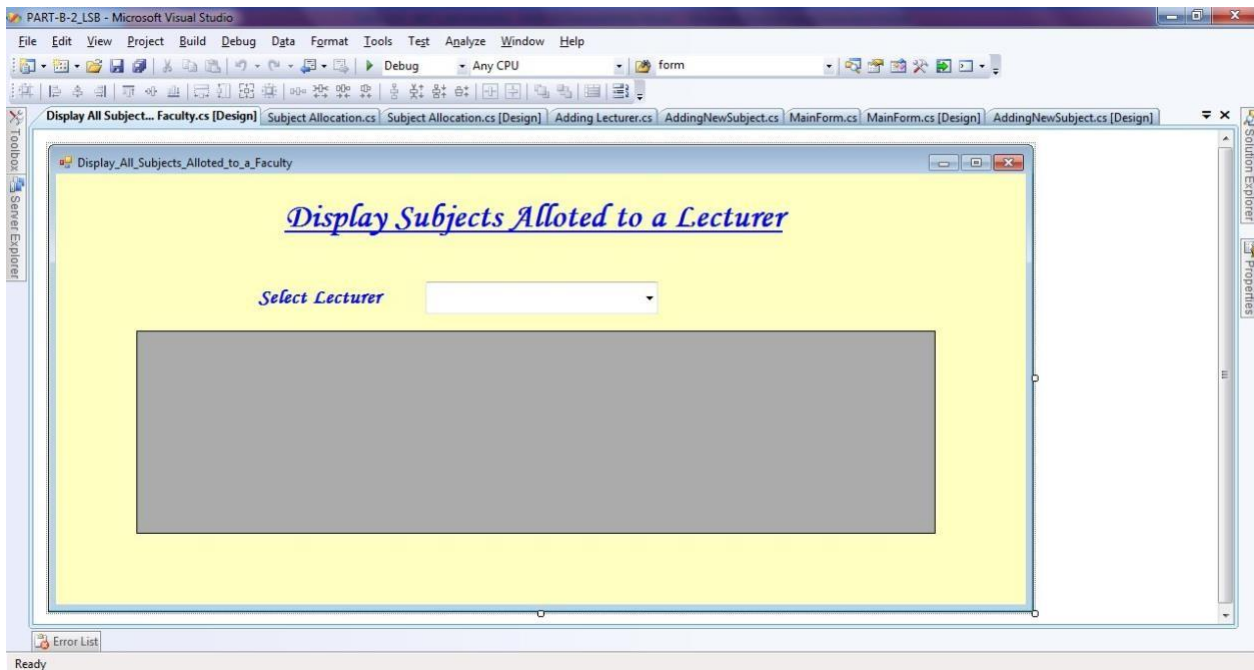 PART-B-2_LSB - Microsoft Visual Studio
File Edit View Project Build Debug Data Format Tools Test Analyze Window Help
Debug Any CPU form
Display All Subject... Faculty.cs [Design] Subject Allocation.cs Subject Allocation.cs [Design] Adding Lecturer.cs AddingNewSubject.cs MainForm.cs MainForm.cs [Design] AddingNewSubject.cs [Design]
Toolbox
Server Explorer
Display_All_Subjects_Alloted_to_a_Faculty
Display Subjects Alloted to a Lecturer
Select Lecturer
Solution Explorer
Properties
Error List
Ready